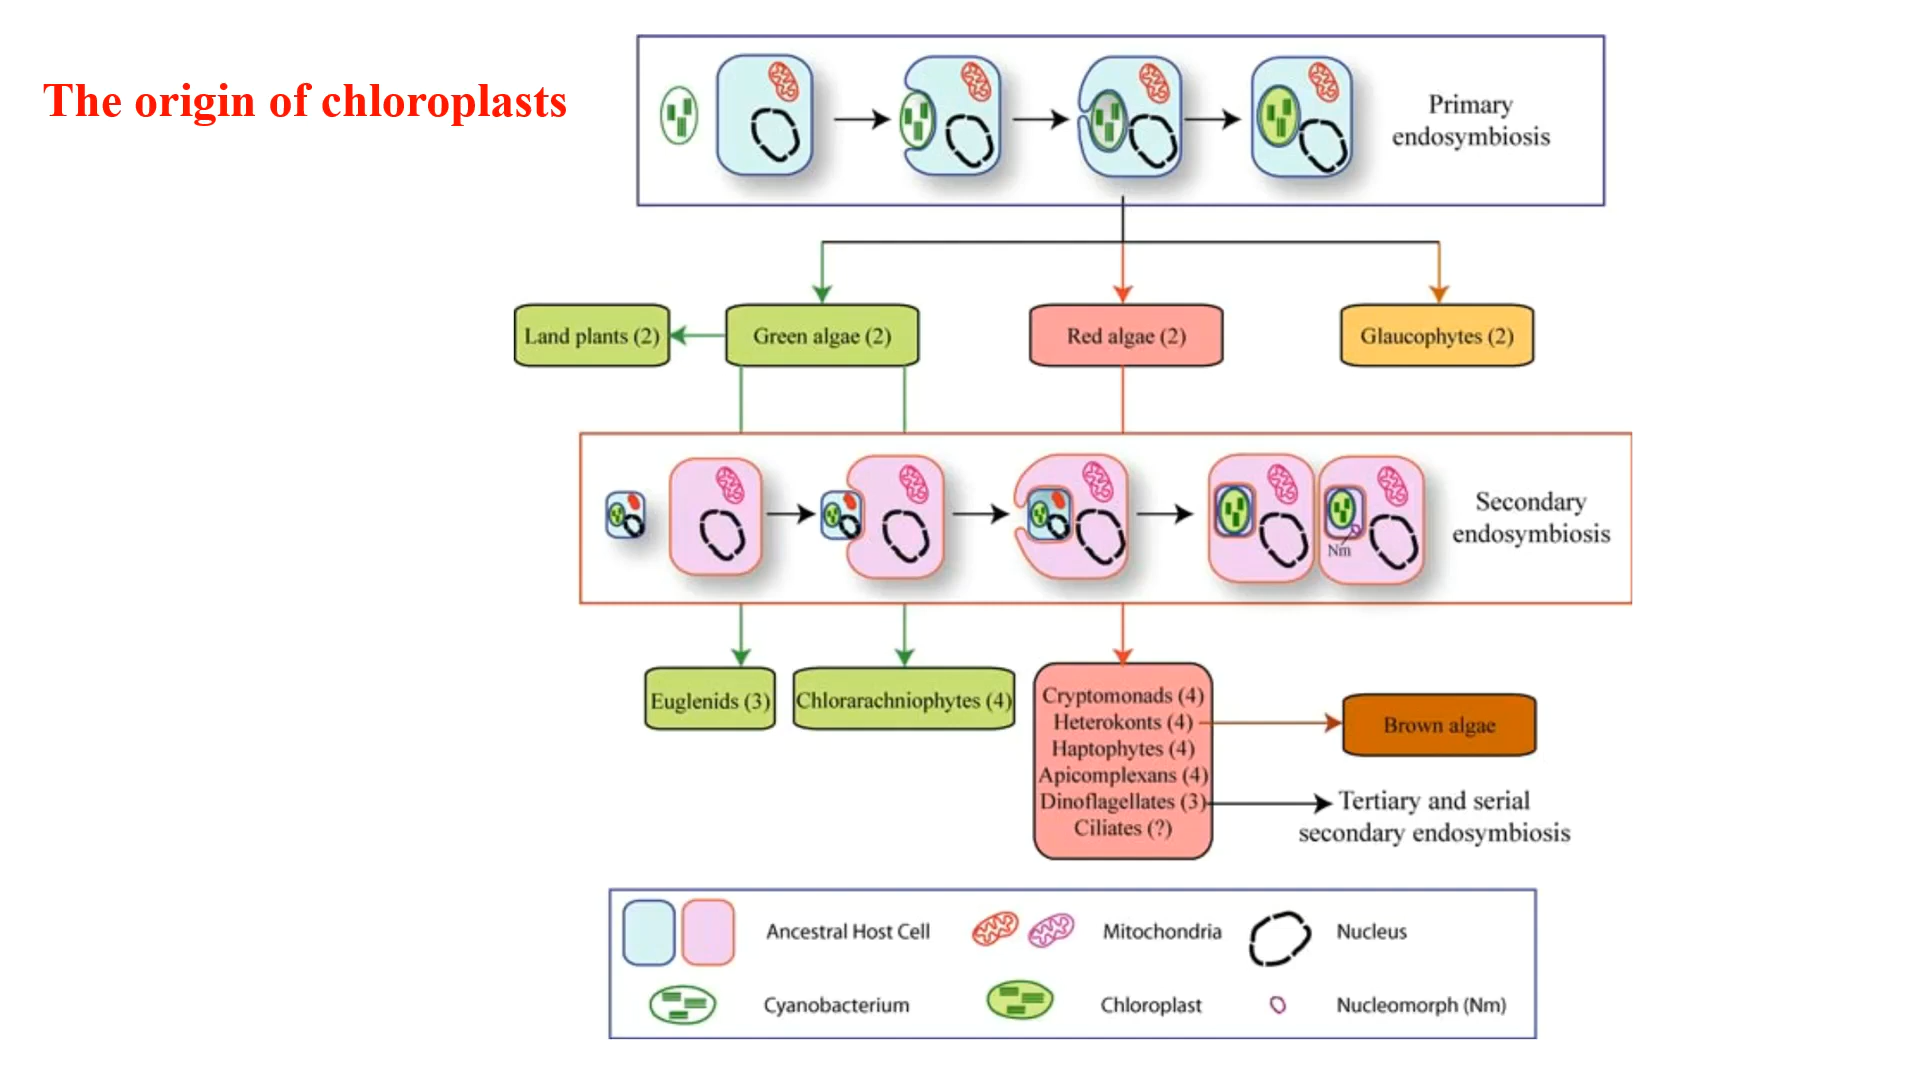 The origin of chloroplasts
Primary
endosymbiosis
Land plants (2)
Green algae (2)
Red algae (2)
Glaucophytes (2)
Secondary
endosymbiosis
Nm
Euglenids (3)
Chlorarachniophytes (4)
Cryptomonads (4)
Heterokonts (4)
Haptophytes (4)
Apicomplexans (4)
Dinoflagellates (3)
Ciliates (?)
Brown algae
Tertiary and serial
secondary endosymbiosis
Ancestral Host Cell
Mitochondria
Nucleus
Cyanobacterium
Chloroplast
Nucleomorph (Nm)